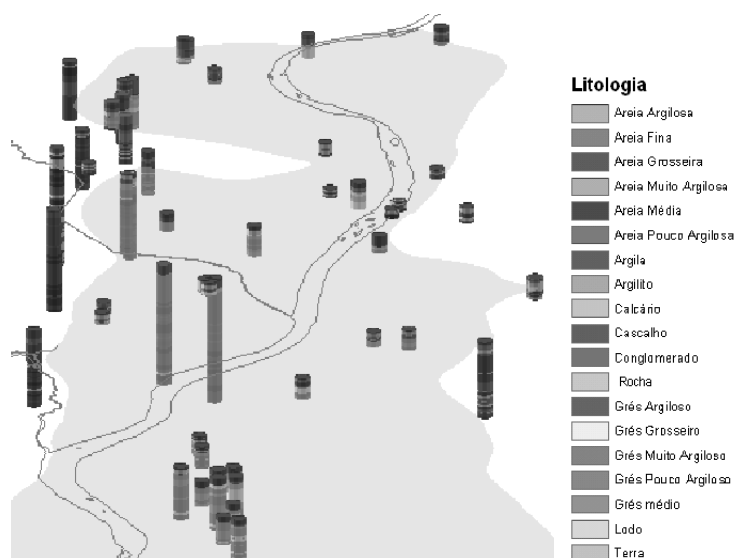 Litologia
Areia Argilosa
Areia Fina
Areia Grosseira
Areia Muito Argilosa
Areia Média
Areia Pouco Argilosa
Argila
Argilito
Calcário
Cascalho
Conglomerado
Rocha
Grés Argiloso
Grés Grosseiro
Grés Muito Argiloso
Grés Pouco Argiloso
Grés médio
Lodo
Terra